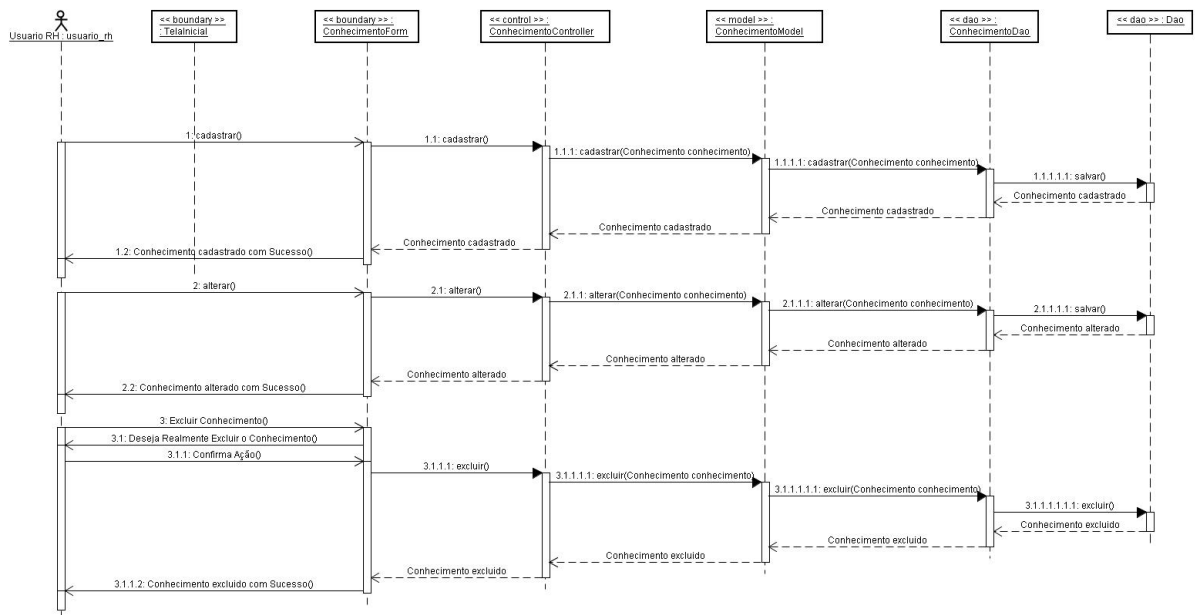 Usuario RH : usuario_rh
<< boundary >>
: TelaInicial
<< boundary >> :
ConhecimentoForm
<< control >> :
ConhecimentoController
<< model >> :
ConhecimentoModel
<< dao >> :
ConhecimentoDao
<< dao >> : Dao
1: cadastrar()
1.1: cadastrar()
1.1.1: cadastrar(Conhecimento conhecimento)
1.1.1.1: cadastrar(Conhecimento conhecimento)
1.1.1.1.1: salvar()
Conhecimento cadastrado
Conhecimento cadastrado
Conhecimento cadastrado
Conhecimento cadastrado
1.2: Conhecimento cadastrado com Sucesso()
2: alterar()
2.1: alterar()
2.1.1: alterar(Conhecimento conhecimento)
2.1.1.1: alterar(Conhecimento conhecimento)
2.1.1.1.1: salvar()
Conhecimento alterado
Conhecimento alterado
Conhecimento alterado
Conhecimento alterado
2.2: Conhecimento alterado com Sucesso()
3: Excluir Conhecimento()
3.1: Deseja Realmente Excluir o Conhecimento()
3.1.1: Confirma Ação()
3.1.1.1: excluir()
3.1.1.1.1: excluir(Conhecimento conhecimento)
3.1.1.1.1.1: excluir(Conhecimento conhecimento)
3.1.1.1.1.1.1: excluir()
Conhecimento excluido
Conhecimento excluido
Conhecimento excluido
Conhecimento excluido
3.1.1.2: Conhecimento excluido com Sucesso()